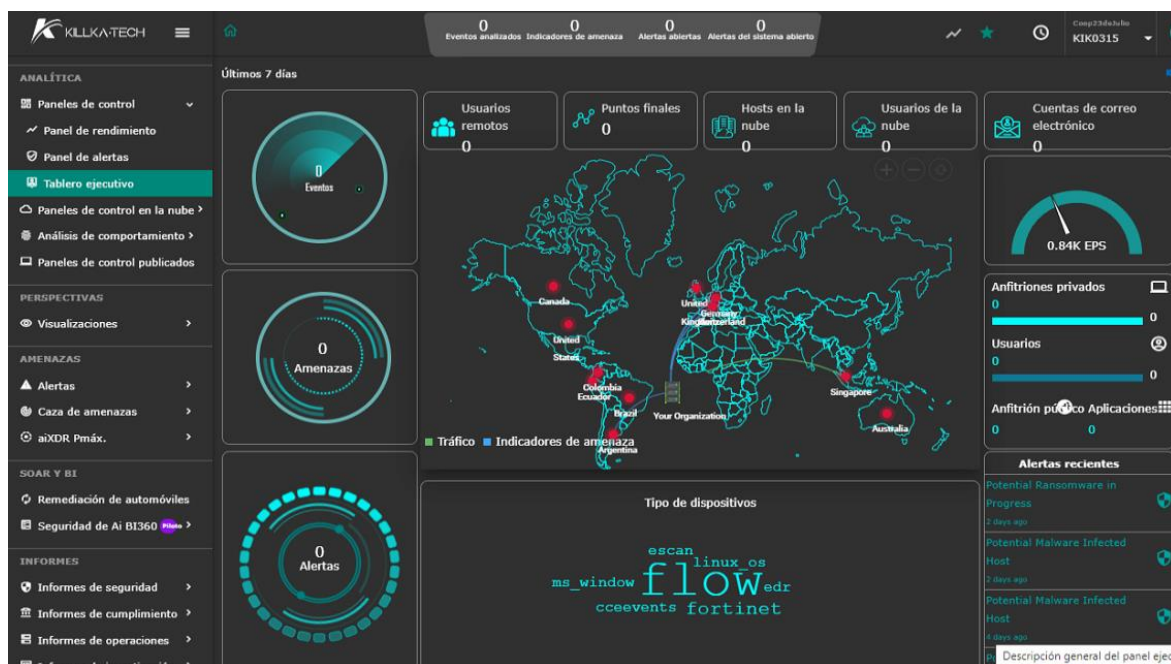 KILLKA-TECH
0 0 0 0
Eventos analizados Indicadores de amenaza Alertas abiertas Alertas del sistema abierto
Coop23deJulio
KIK0315
ANALÍTICA
Paneles de control
Panel de rendimiento
Panel de alertas
Tablero ejecutivo
Paneles de control en la nube
Análisis de comportamiento
Paneles de control publicados
PERSPECTIVAS
Visualizaciones
AMENAZAS
Alertas
Caza de amenazas
aiXDR Pmáx.
SOAR Y BI
Remediación de automóviles
Seguridad de Ai BI360 Piloto
INFORMES
Informes de seguridad
Informes de cumplimiento
Informes de operaciones
Últimos 7 días
0
Eventos
0
Amenazas
0
Alertas
Usuarios
remotos
0
Puntos finales
0
Hosts en la
nube
0
Usuarios de la
nube
0
Cuentas de correo
electrónico
0
Canada
United
States
Colombia
Ecuador
Brazil
Argentina
United
Kingdom
Germany
Switzerland
Your Organization
Singapore
Australia
Tráfico Indicadores de amenaza
0.84K EPS
Anfitriones privados
0
0
Usuarios
0
0
Anfitrión público Aplicaciones
0 0
Tipo de dispositivos
escan
linux_os
ms_window flow edr
cceevents fortinet
Alertas recientes
Potential Ransomware in
Progress
2 days ago
Potential Malware Infected
Host
2 days ago
Potential Malware Infected
Host
4 days ago
Descripción general del panel ejec